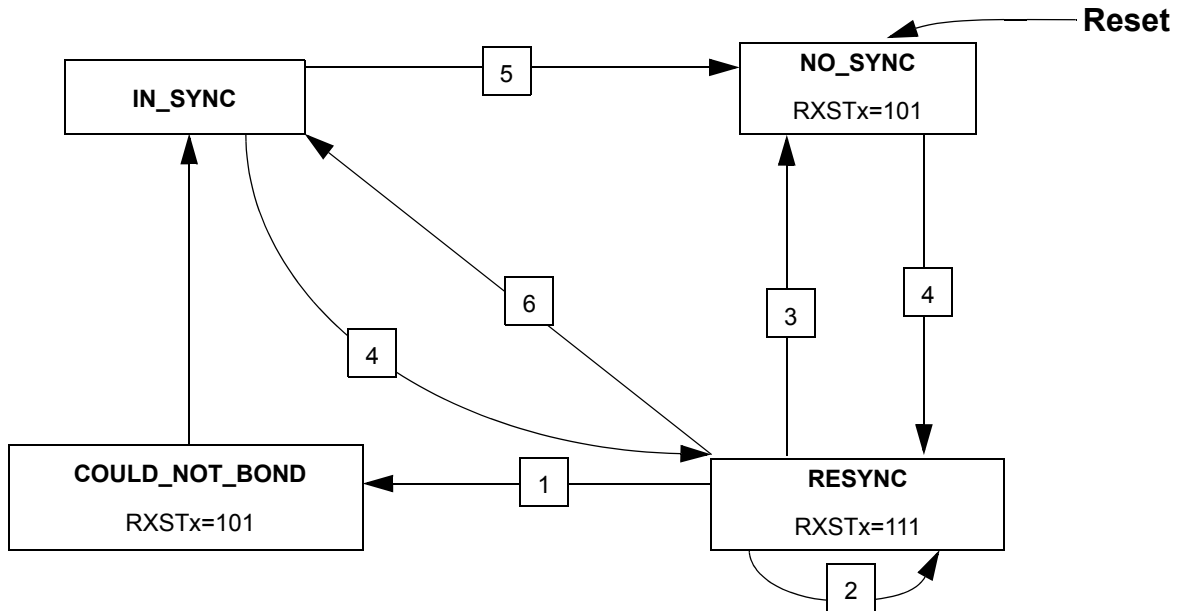 Reset
NO_SYNC
RXSTx=101
5
IN_SYNC
6
3
4
4
COULD_NOT_BOND
RXSTx=101
1
RESYNC
RXSTx=111
2